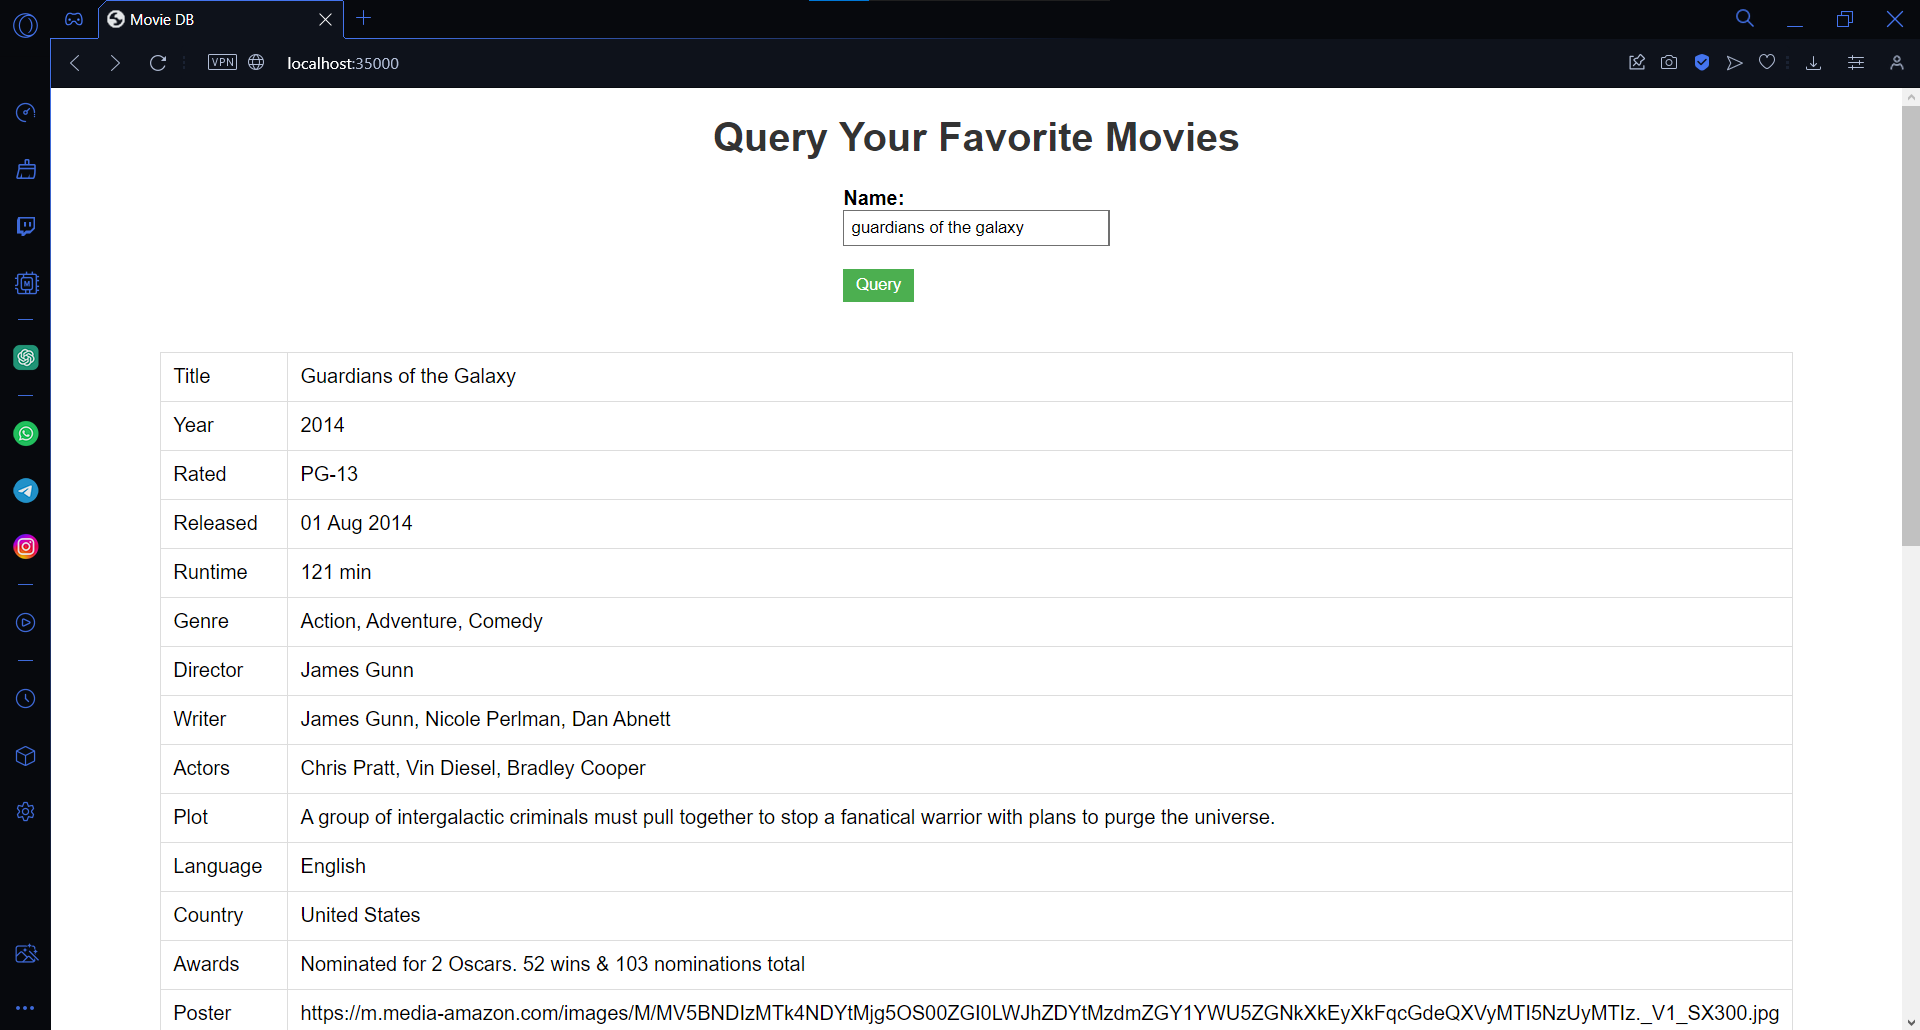 Movie DB
VPN localhost:35000
Query Your Favorite Movies
Name:
guardians of the galaxy
Query
Title Guardians of the Galaxy
Year 2014
Rated PG-13
Released 01 Aug 2014
Runtime 121 min
Genre Action, Adventure, Comedy
Director James Gunn
Writer James Gunn, Nicole Perlman, Dan Abnett
Actors Chris Pratt, Vin Diesel, Bradley Cooper
Plot A group of intergalactic criminals must pull together to stop a fanatical warrior with plans to purge the universe.
Language English
Country United States
Awards Nominated for 2 Oscars. 52 wins & 103 nominations total
Poster https://m.media-amazon.com/images/M/MV5BNDIzMTk4NDYtMjg5OS00ZGI0LWJhZDYtMzdmZGY1YWU5ZGNkXkEyXkFqcGdeQXVyMTI5NzUyMTIz._V1_SX300.jpg